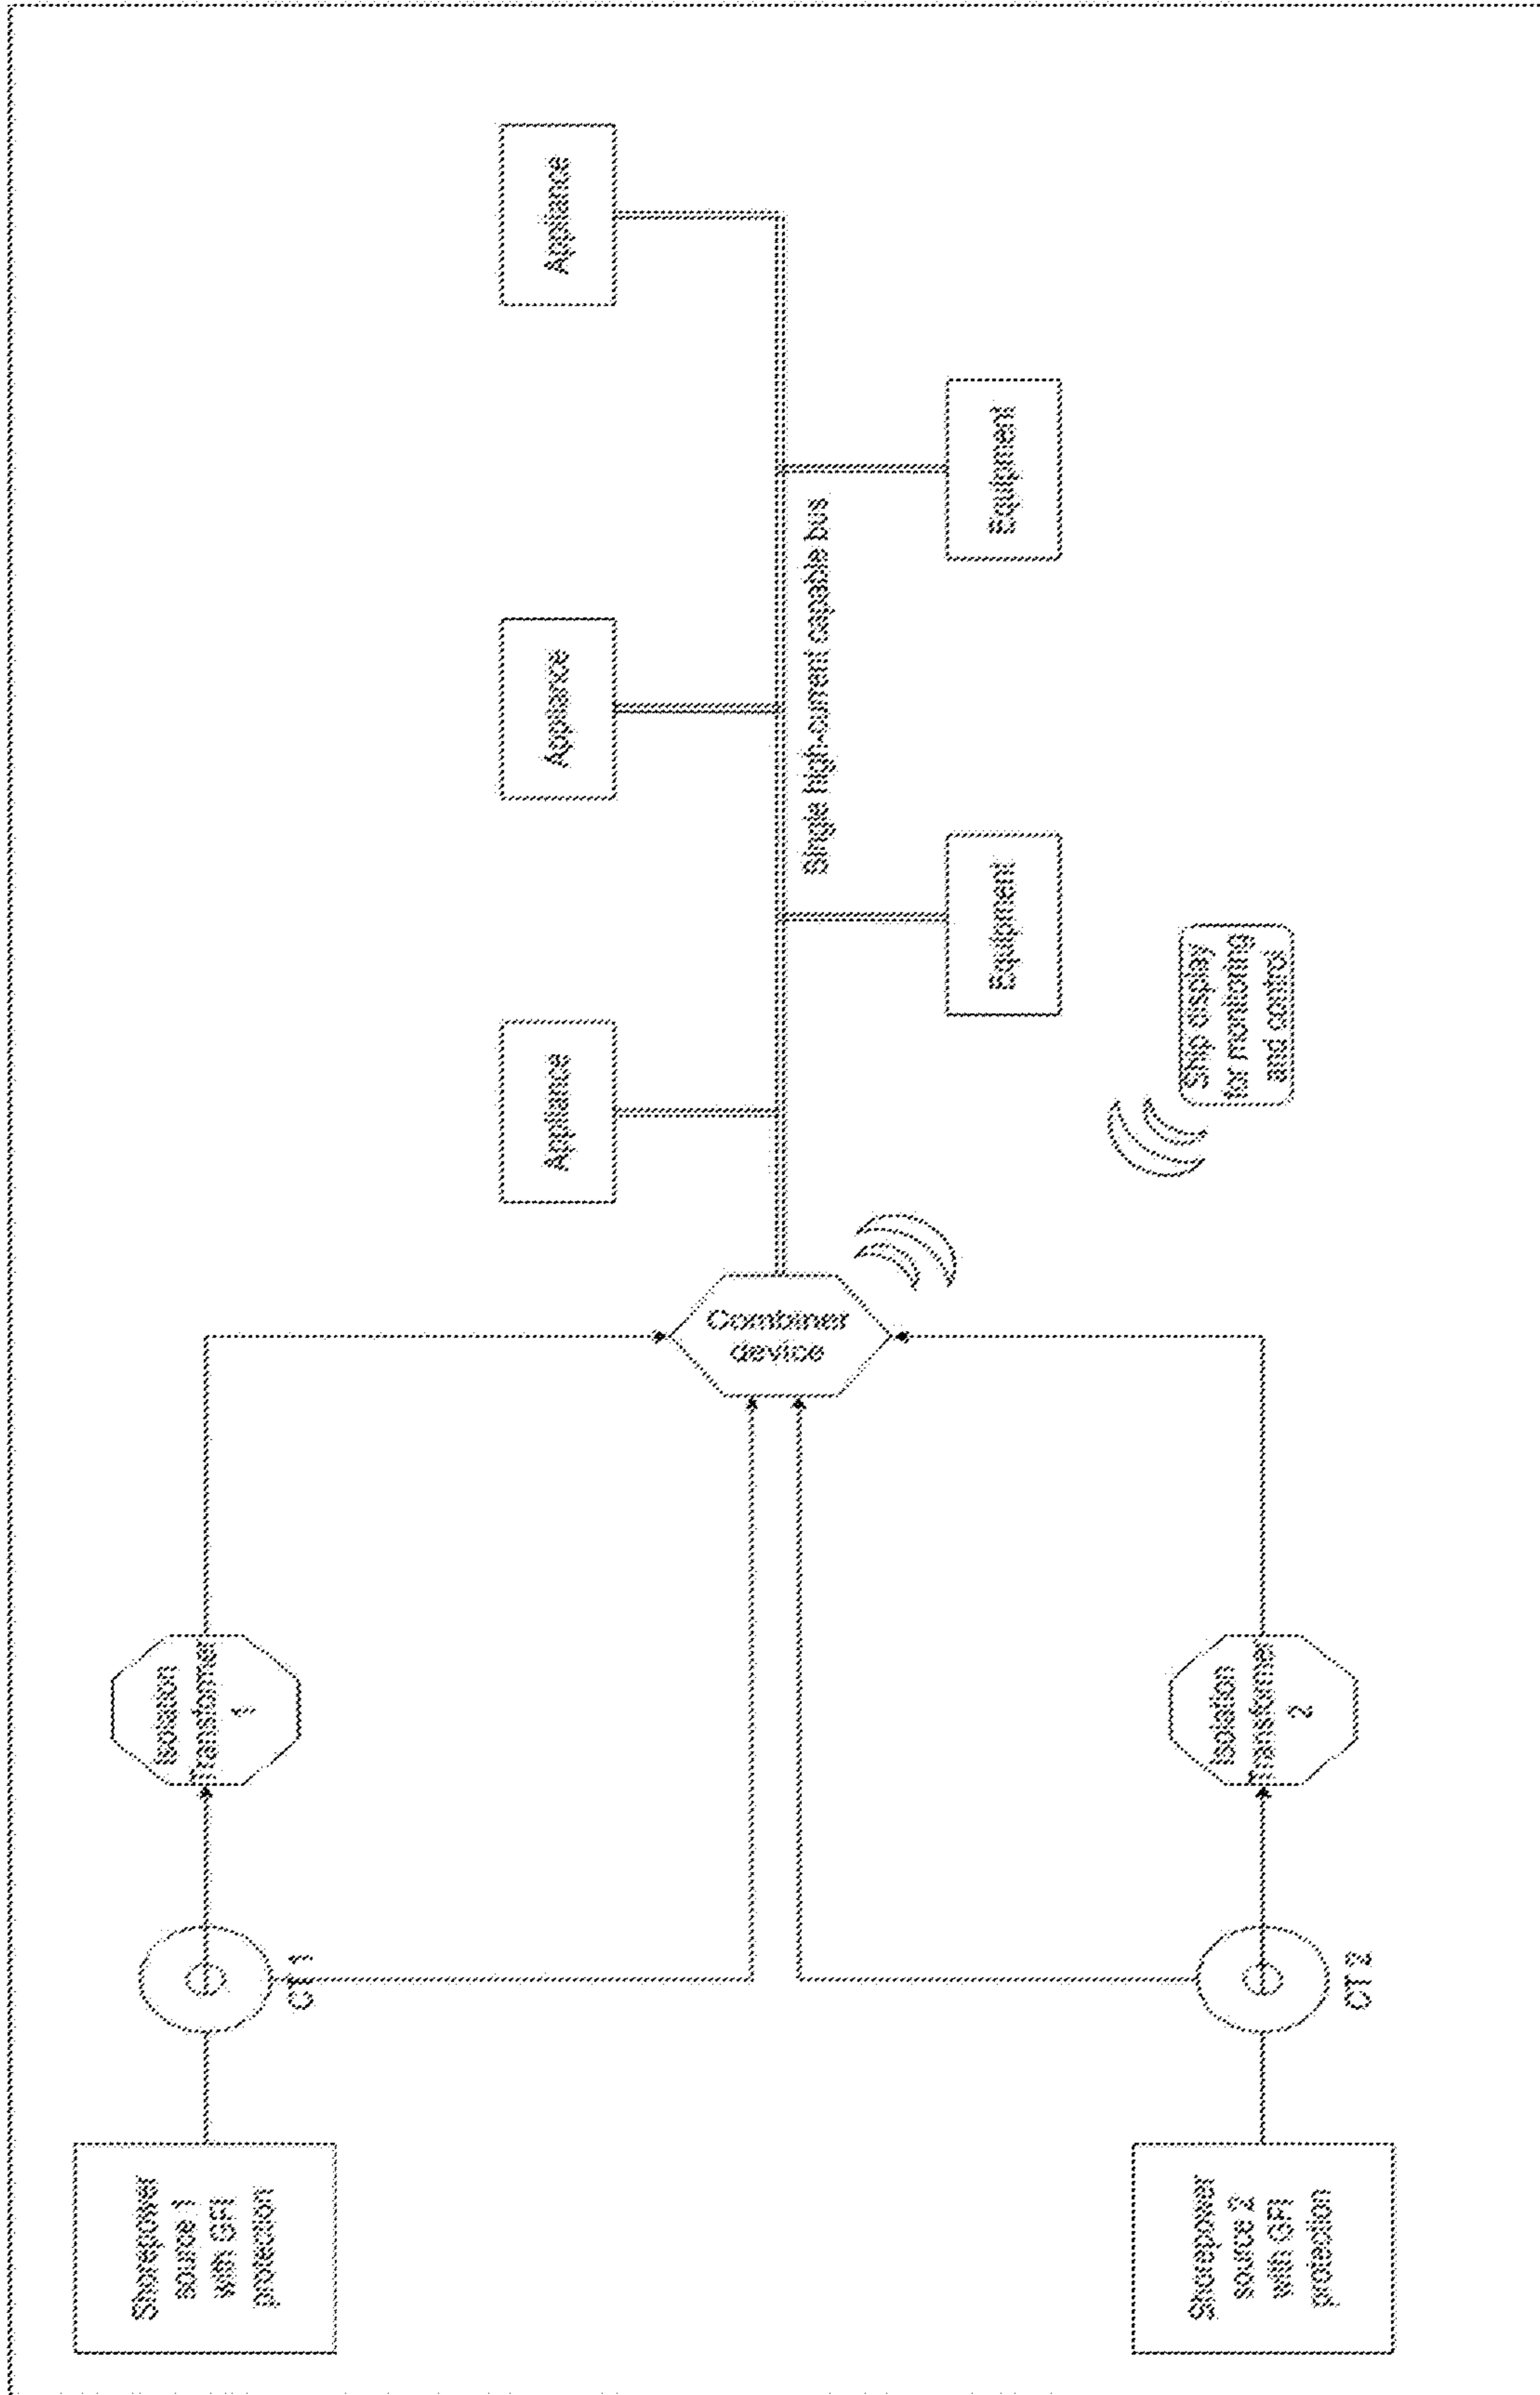 Shorepower
source 1
with GFI
protection
CT 1
Isolation
Transformer
1
Combiner
device
Appliance
Appliance
Appliance
Single high-current capable bus
Equipment
Equipment
Ship display
for monitoring
and control
Shorepower
source 2
with GFI
protection
CT 2
Isolation
Transformer
2